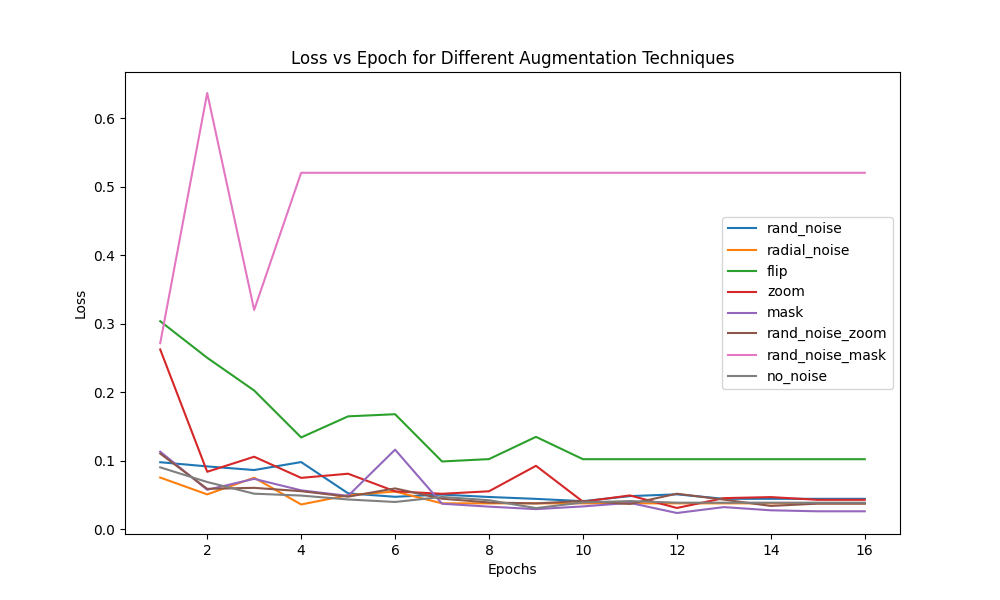 Loss vs Epoch for Different Augmentation Techniques
Loss
0.6
0.5
0.4
0.3
0.2
0.1
0.0
rand_noise
radial_noise
flip
zoom
mask
rand_noise_zoom
rand_noise_mask
no_noise
2 4 6 8 10 12 14 16
Epochs